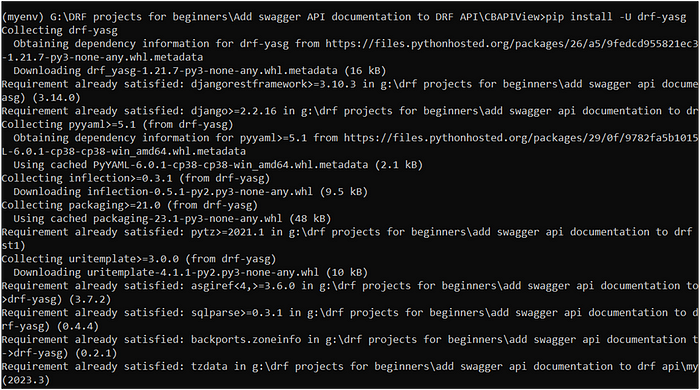 (myenv) G:\DRF projects for beginners\Add swagger API documentation to DRF API\CBAPIView>pip install -U drf-yasg
Collecting drf-yasg
  Obtaining dependency information for drf-yasg from https://files.pythonhosted.org/packages/26/a5/9fedcd955821ec3
-1.21.7-py3-none-any.whl.metadata
  Downloading drf_yasg-1.21.7-py3-none-any.whl.metadata (16 kB)
Requirement already satisfied: djangorestframework>=3.10.3 in g:\drf projects for beginners\add swagger api docume
asg) (3.14.0)
Requirement already satisfied: django>=2.2.16 in g:\drf projects for beginners\add swagger api documentation to dr
Collecting pyyaml>=5.1 (from drf-yasg)
  Obtaining dependency information for pyyaml>=5.1 from https://files.pythonhosted.org/packages/29/0f/9782fa5b1015
L-6.0.1-cp38-cp38-win_amd64.whl.metadata
  Using cached PyYAML-6.0.1-cp38-cp38-win_amd64.whl.metadata (2.1 kB)
Collecting inflection>=0.3.1 (from drf-yasg)
  Downloading inflection-0.5.1-py2.py3-none-any.whl (9.5 kB)
Collecting packaging>=21.0 (from drf-yasg)
  Using cached packaging-23.1-py3-none-any.whl (48 kB)
Requirement already satisfied: pytz>=2021.1 in g:\drf projects for beginners\add swagger api documentation to drf
st1)
Collecting uritemplate>=3.0.0 (from drf-yasg)
  Downloading uritemplate-4.1.1-py2.py3-none-any.whl (10 kB)
Requirement already satisfied: asgiref<4,>=3.6.0 in g:\drf projects for beginners\add swagger api documentation to
>drf-yasg) (3.7.2)
Requirement already satisfied: sqlparse>=0.3.1 in g:\drf projects for beginners\add swagger api documentation to d
rf-yasg) (0.4.4)
Requirement already satisfied: backports.zoneinfo in g:\drf projects for beginners\add swagger api documentation t
->drf-yasg) (0.2.1)
Requirement already satisfied: tzdata in g:\drf projects for beginners\add swagger api documentation to drf api\my
(2023.3)